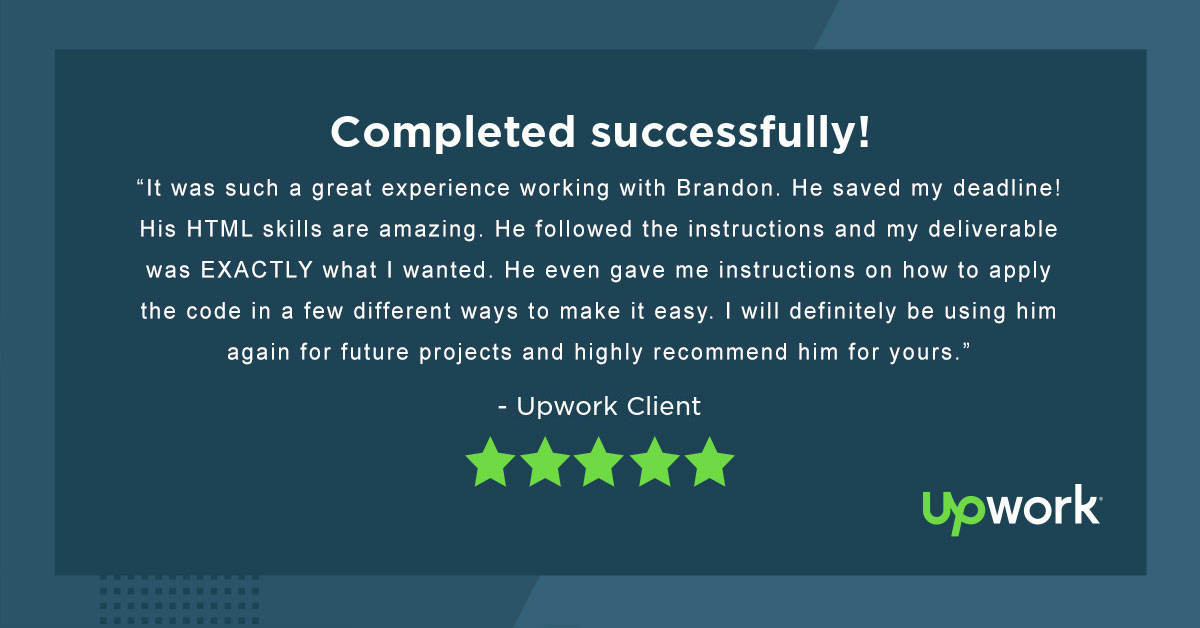 Completed successfully!
“It was such a great experience working with Brandon. He saved my deadline!
His HTML skills are amazing. He followed the instructions and my deliverable
was EXACTLY what I wanted. He even gave me instructions on how to apply
the code in a few different ways to make it easy. I will definitely be using him
again for future projects and highly recommend him for yours.”
- Upwork Client
upwork®